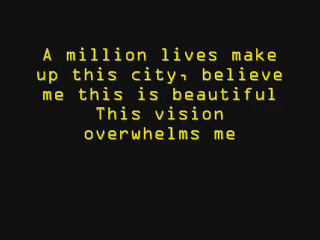 A million lives make
up this city, believe
me this is beautiful
This vision
overwhelms me